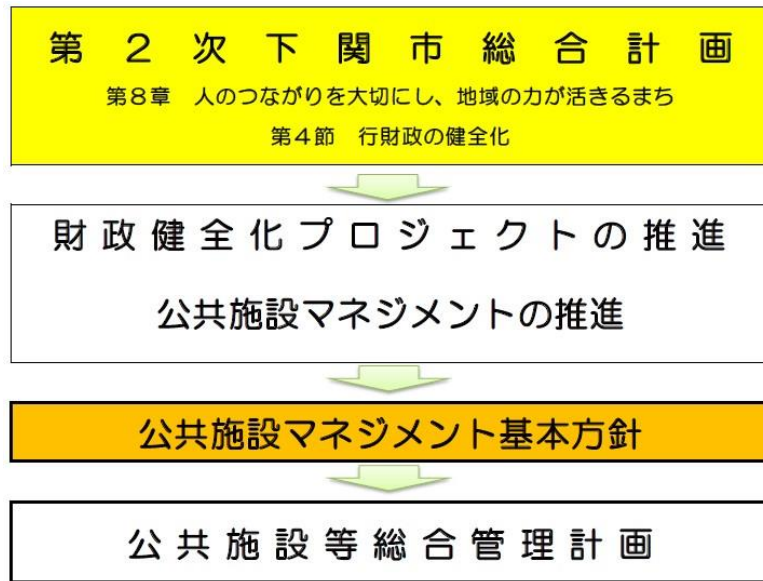 第２次下関市総合計画
第８章　人のつながりを大切にし、地域の力が活きるまち
第４節　行財政の健全化
財政健全化プロジェクトの推進
公共施設マネジメントの推進
公共施設マネジメント基本方針
公共施設等総合管理計画